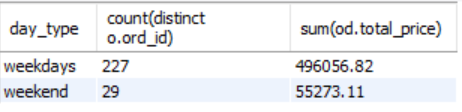 day_type count(distinct o.ord_id) sum(od.total_price)
weekdays 227 496056.82
weekend 29 55273.11